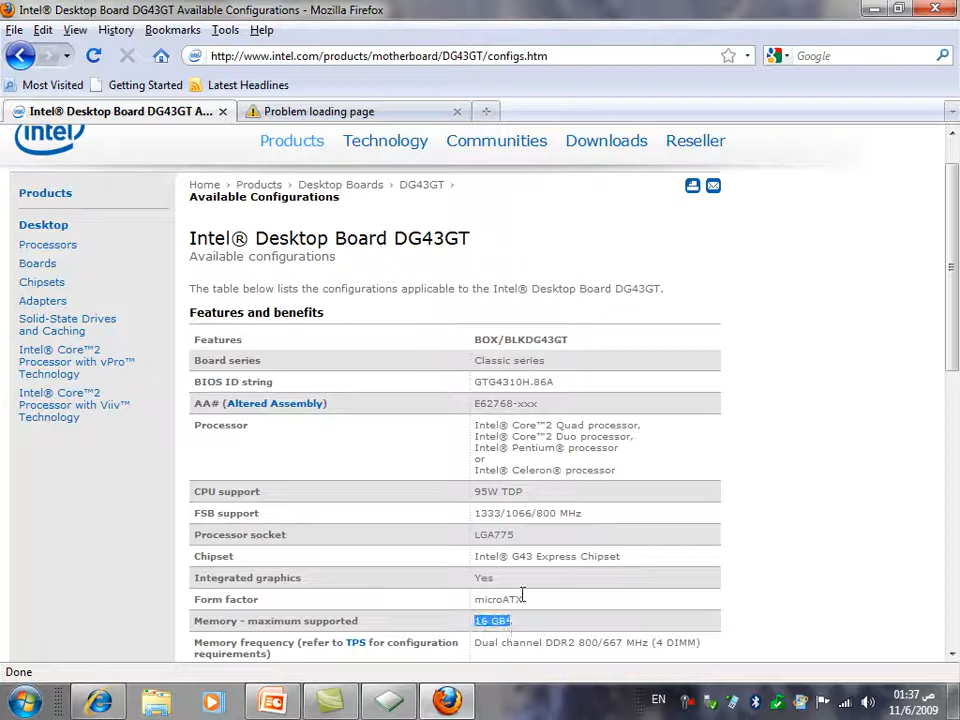 Intel® Desktop Board DG43GT Available Configurations - Mozilla Firefox
File Edit View History Bookmarks Tools Help
http://www.intel.com/products/motherboard/DG43GT/configs.htm
Google
Most Visited Getting Started Latest Headlines
Intel® Desktop Board DG43GT A...
Problem loading page
intel
Products Technology Communities Downloads Reseller
Products
Desktop
Processors
Boards
Chipsets
Adapters
Solid-State Drives
and Caching
Intel® Core™2
Processor with vPro™
Technology
Intel® Core™2
Processor with Viiv™
Technology
Home › Products › Desktop Boards › DG43GT ›
Available Configurations
Intel® Desktop Board DG43GT
Available configurations
The table below lists the configurations applicable to the Intel® Desktop Board DG43GT.
Features and benefits
Features BOX/BLKDG43GT
Board series Classic series
BIOS ID string GTG4310H.86A
AA# (Altered Assembly) E62768-xxx
Processor Intel® Core™2 Quad processor,
Intel® Core™2 Duo processor,
Intel® Pentium® processor
or
Intel® Celeron® processor
CPU support 95W TDP
FSB support 1333/1066/800 MHz
Processor socket LGA775
Chipset Intel® G43 Express Chipset
Integrated graphics Yes
Form factor microATX
Memory - maximum supported 16 GB
Memory frequency (refer to TPS for configuration Dual channel DDR2 800/667 MHz (4 DIMM)
requirements)
Done
EN
01:37 ص
11/6/2009